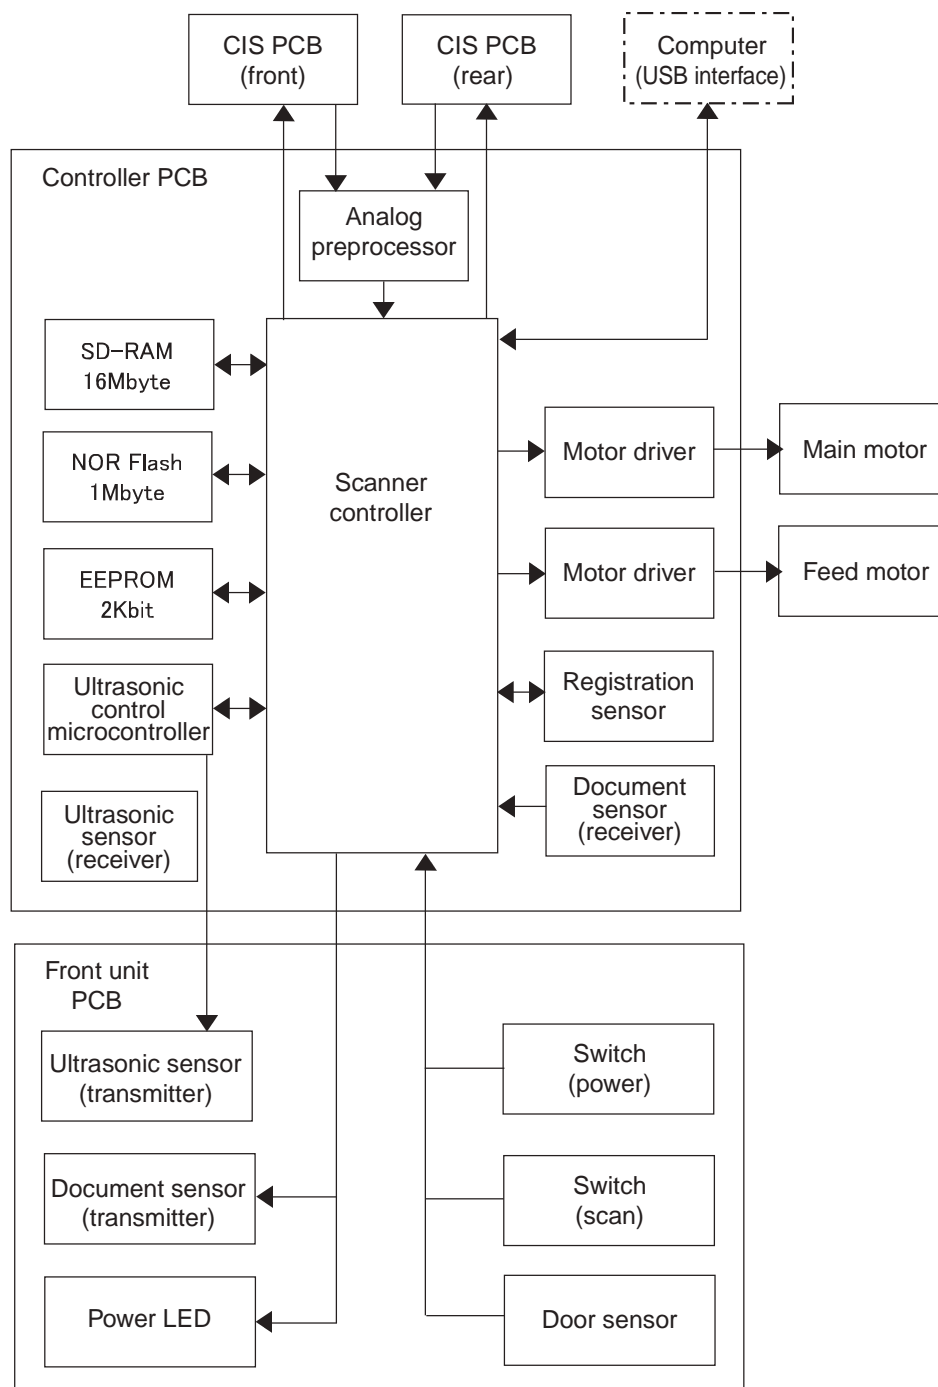 CIS PCB
(front)
CIS PCB
(rear)
Computer
(USB interface)
Controller PCB
Analog
preprocessor
SD-RAM
16Mbyte
NOR Flash
1Mbyte
Scanner
controller
Motor driver
Main motor
EEPROM
2Kbit
Motor driver
Feed motor
Ultrasonic
control
microcontroller
Registration
sensor
Ultrasonic
sensor
(receiver)
Document
sensor
(receiver)
Front unit
PCB
Ultrasonic sensor
(transmitter)
Switch
(power)
Document sensor
(transmitter)
Switch
(scan)
Power LED
Door sensor